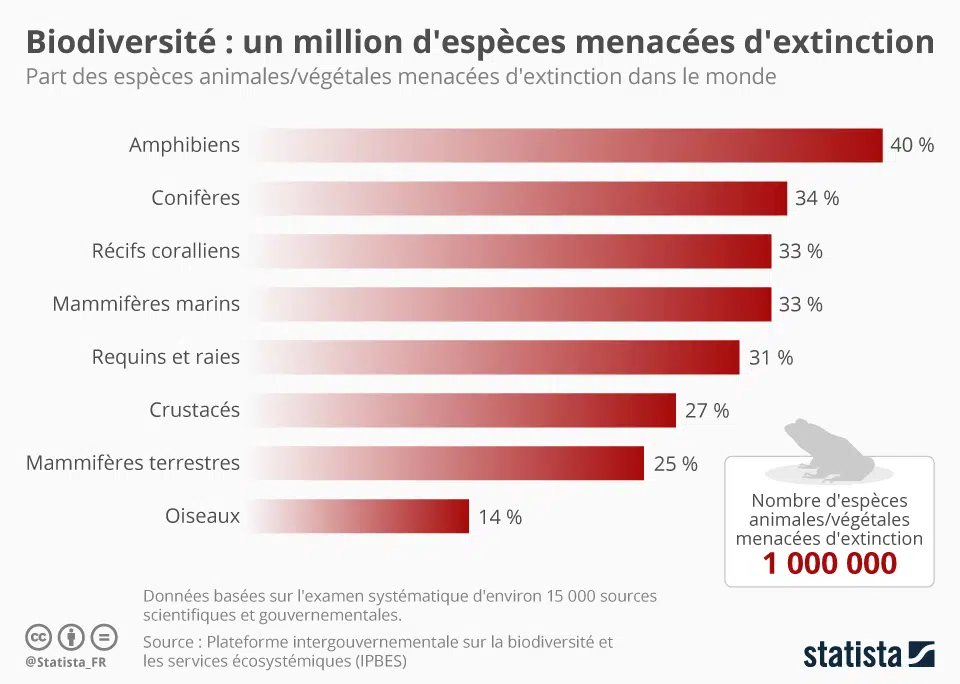 Biodiversité : un million d'espèces menacées d'extinction
Part des espèces animales/végétales menacées d'extinction dans le monde
Amphibiens 40 %
Conifères 34 %
Récifs coralliens 33 %
Mammifères marins 33 %
Requins et raies 31 %
Crustacés 27 %
Mammifères terrestres 25 %
Oiseaux 14 %
Nombre d'espèces
animales/végétales
menacées d'extinction
1 000 000
Données basées sur l'examen systématique d'environ 15 000 sources
scientifiques et gouvernementales.
Source : Plateforme intergouvernementale sur la biodiversité et
les services écosystémiques (IPBES)
cc
@Statista_FR
statista